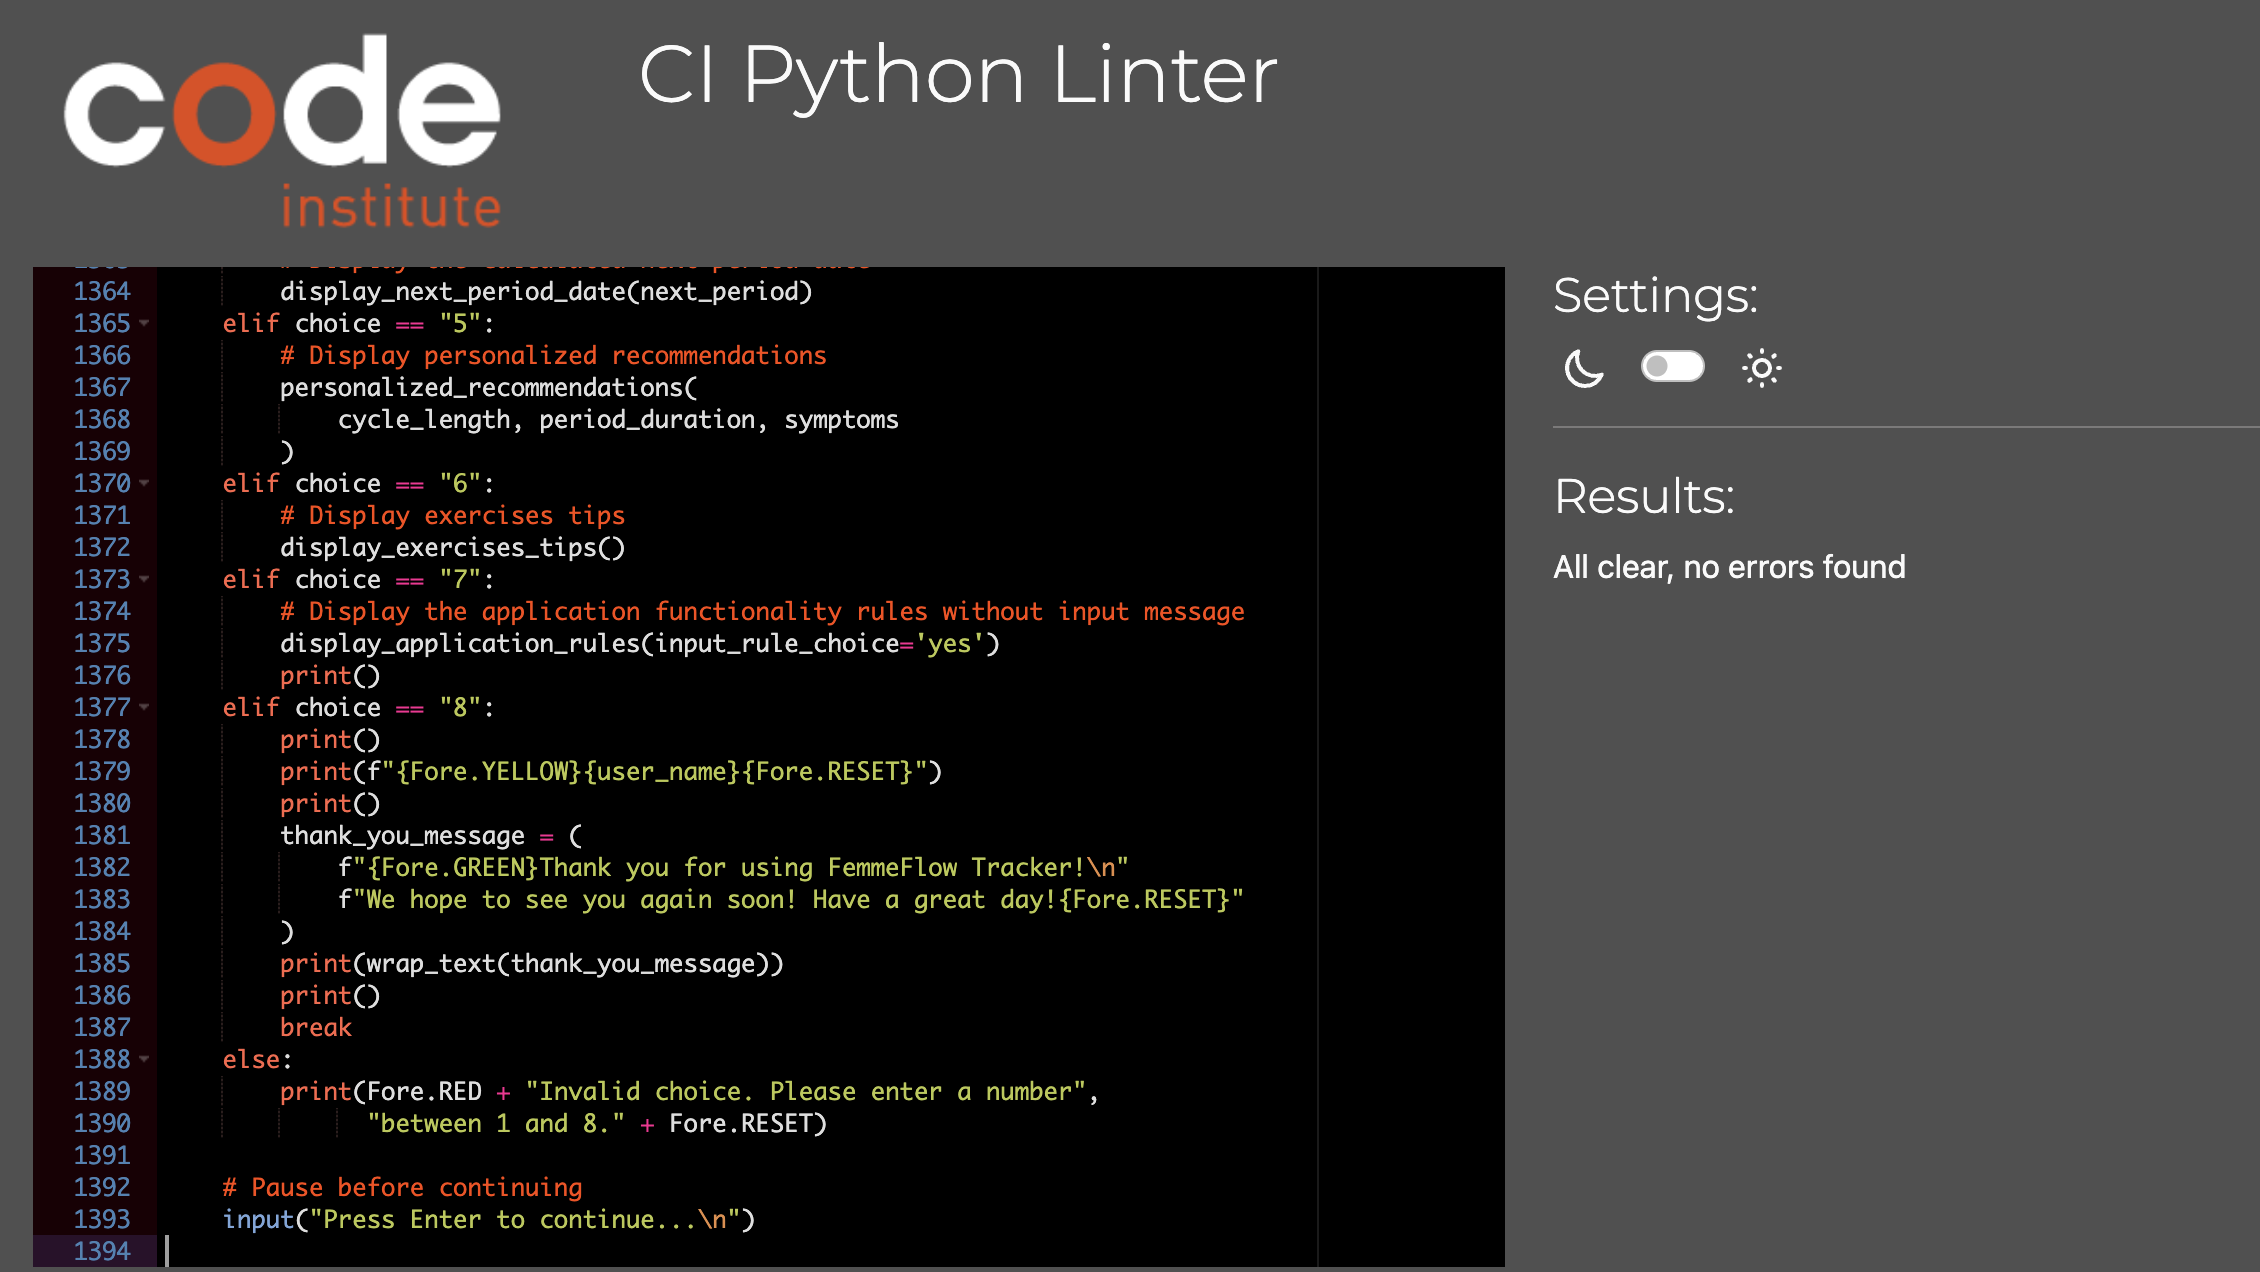 code
institute
CI Python Linter
1364 display_next_period_date(next_period)
1365 elif choice == "5":
1366 # Display personalized recommendations
1367 personalized_recommendations(
1368 cycle_length, period_duration, symptoms
1369 )
1370 elif choice == "6":
1371 # Display exercises tips
1372 display_exercises_tips()
1373 elif choice == "7":
1374 # Display the application functionality rules without input message
1375 display_application_rules(input_rule_choice='yes')
1376 print()
1377 elif choice == "8":
1378 print()
1379 print(f"{Fore.YELLOW}{user_name}{Fore.RESET}")
1380 print()
1381 thank_you_message = (
1382 f"{Fore.GREEN}Thank you for using FemmeFlow Tracker!\n"
1383 f"We hope to see you again soon! Have a great day!{Fore.RESET}"
1384 )
1385 print(wrap_text(thank_you_message))
1386 print()
1387 break
1388 else:
1389 print(Fore.RED + "Invalid choice. Please enter a number",
1390 "between 1 and 8." + Fore.RESET)
1391
1392 # Pause before continuing
1393 input("Press Enter to continue...\n")
1394
Settings:
Results:
All clear, no errors found